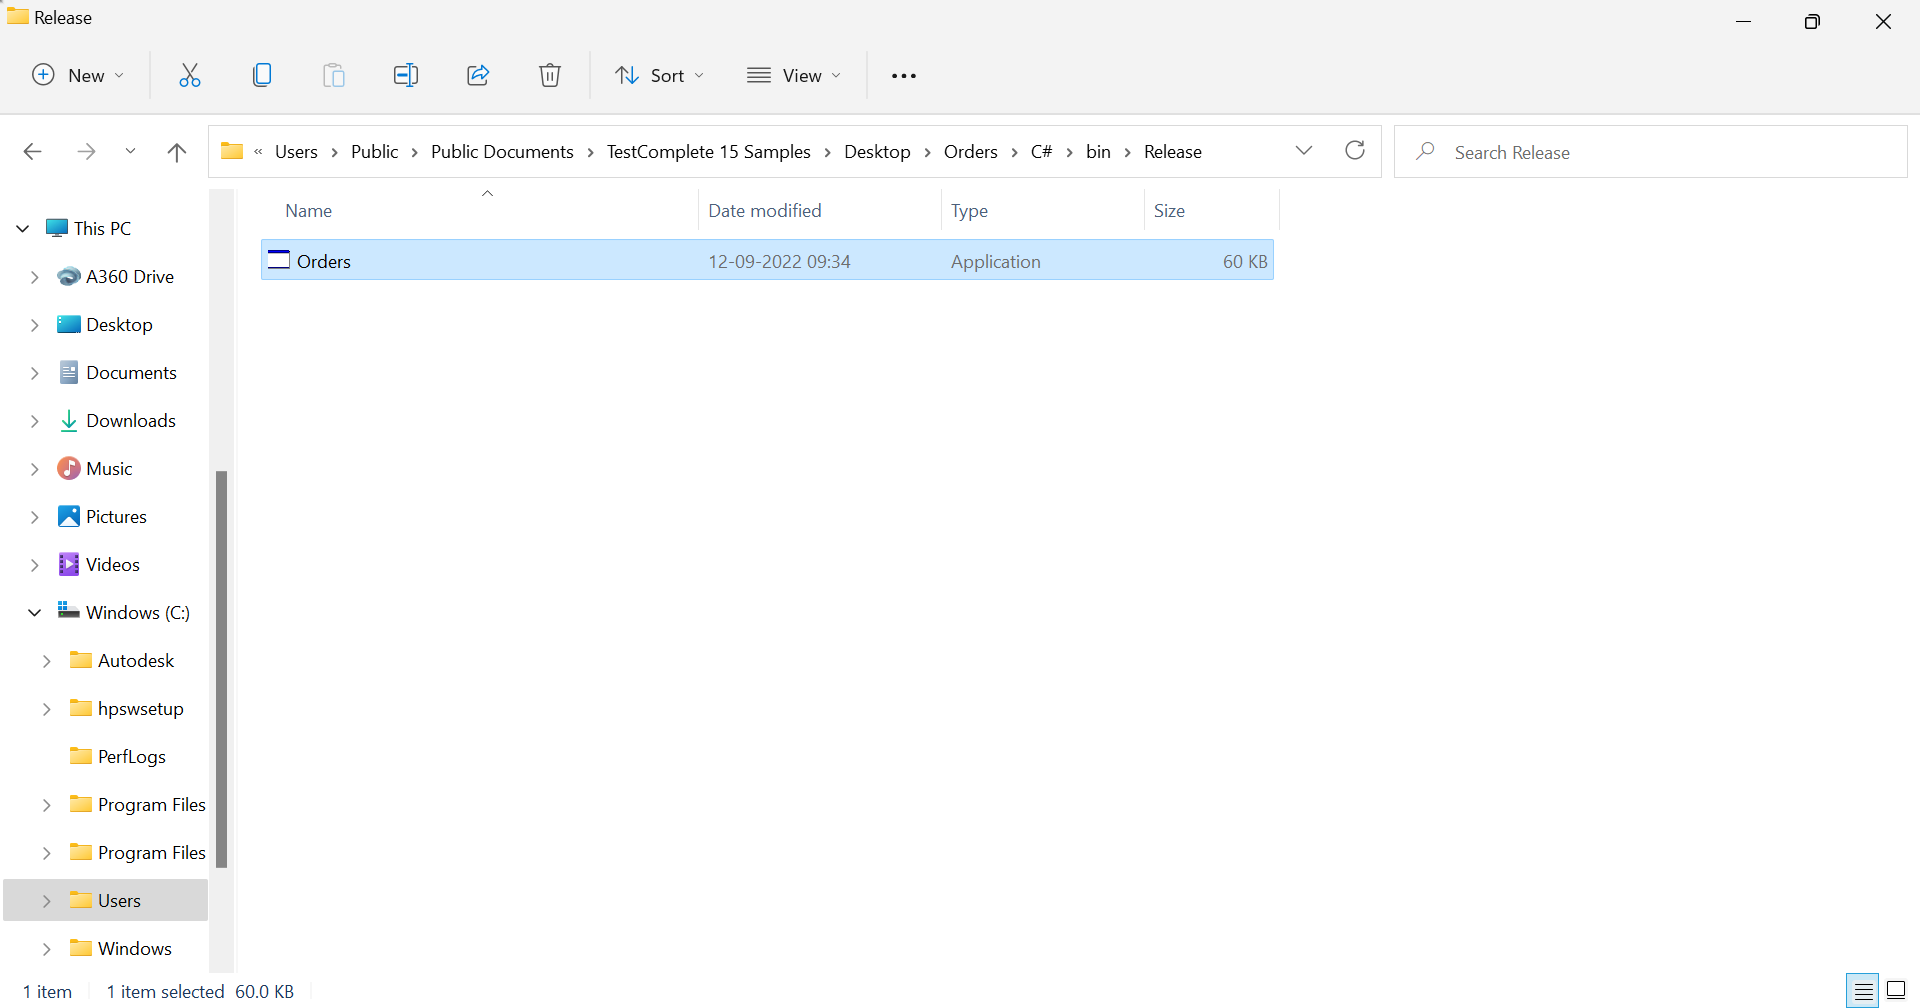 Release
New Sort View
« Users > Public > Public Documents > TestComplete 15 Samples > Desktop > Orders > C# > bin > Release
Search Release
Name Date modified Type Size
Orders 12-09-2022 09:34 Application 60 KB
This PC
A360 Drive
Desktop
Documents
Downloads
Music
Pictures
Videos
Windows (C:)
Autodesk
hpswsetup
PerfLogs
Program Files
Program Files
Users
Windows
1 item 1 item selected 60.0 KB